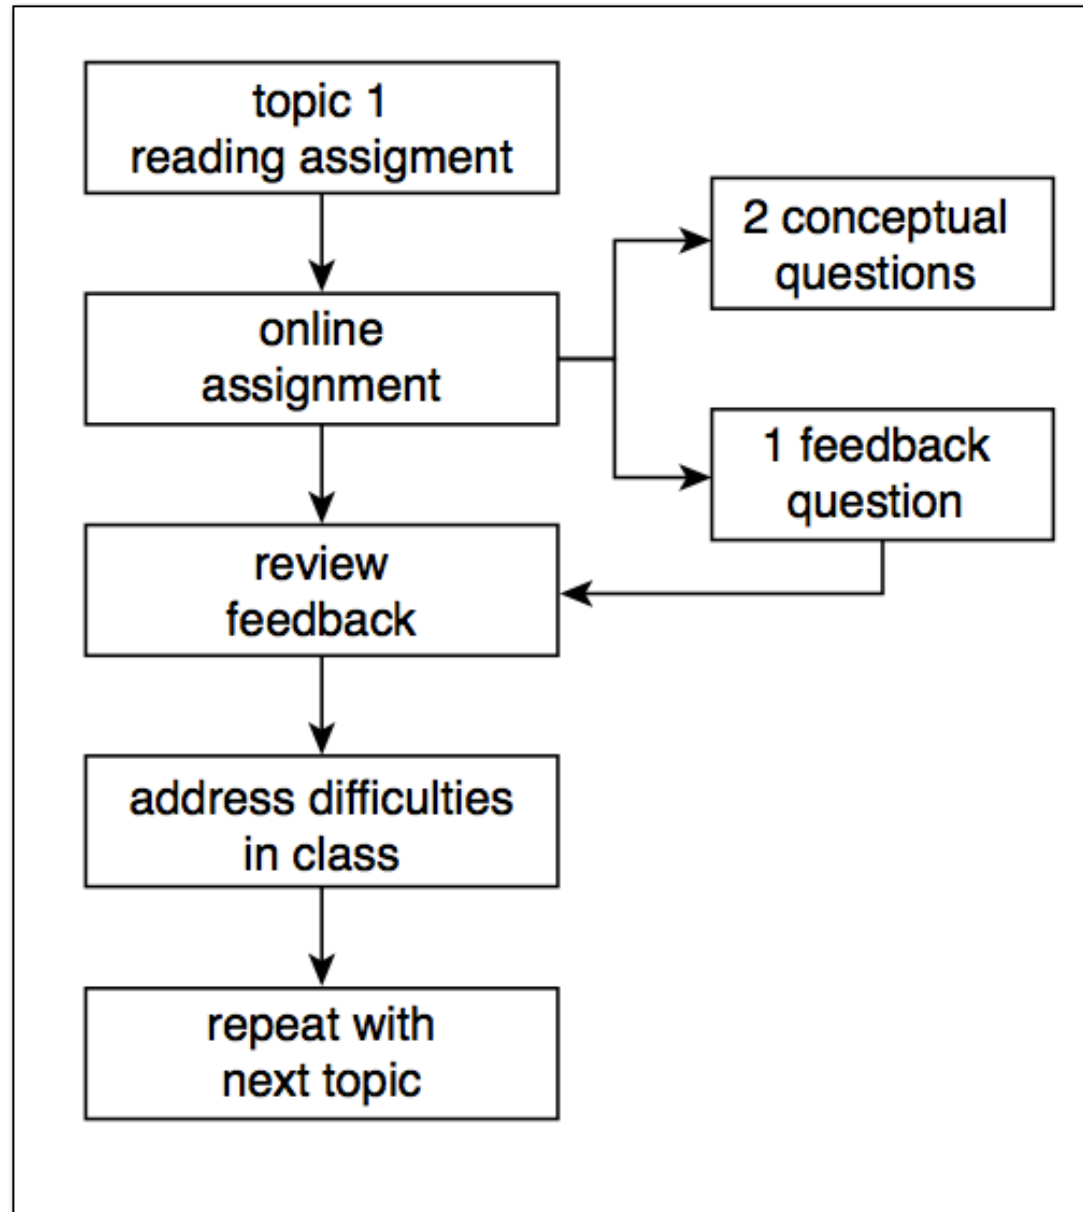 topic 1
reading assigment
online
assignment
2 conceptual
questions
1 feedback
question
review
feedback
address difficulties
in class
repeat with
next topic